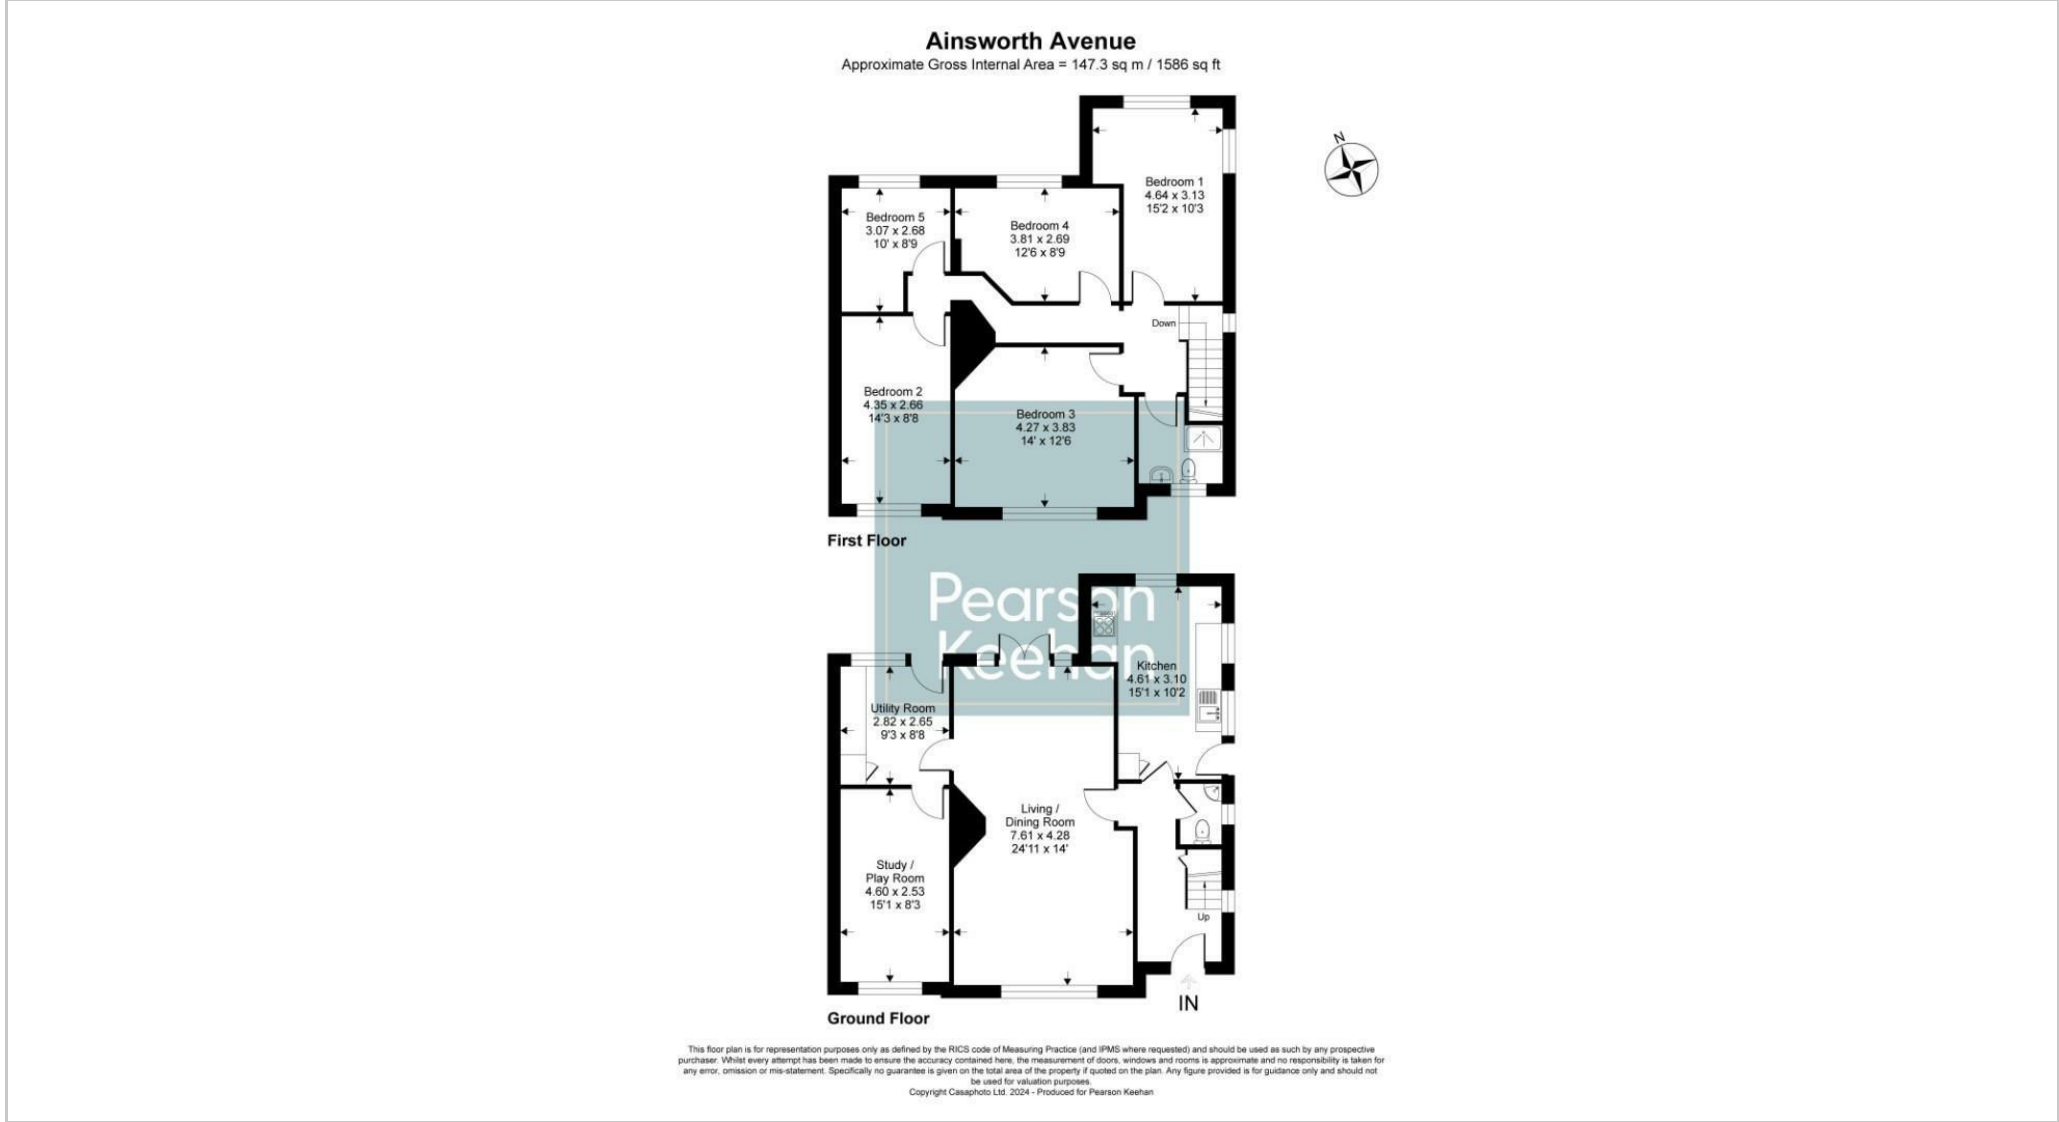 Ainsworth Avenue
Approximate Gross Internal Area = 147.3 sq m / 1586 sq ft
N
Bedroom 1
4.64 x 3.13
15'2 x 10'3
Bedroom 5
3.07 x 2.68
10' x 8'9
Bedroom 4
3.81 x 2.69
12'6 x 8'9
Down
Bedroom 2
4.35 x 2.66
14'3 x 8'8
Bedroom 3
4.27 x 3.83
14' x 12'6
First Floor
Pearson
Keehan
Kitchen
4.61 x 3.10
15'1 x 10'2
Utility Room
2.82 x 2.65
9'3 x 8'8
Living /
Dining Room
7.61 x 4.28
24'11 x 14'
Study /
Play Room
4.60 x 2.53
15'1 x 8'3
Up
IN
Ground Floor
This floor plan is for representation purposes only as defined by the RICS code of Measuring Practice (and IPMS where requested) and should be used as such by any prospective
purchaser. Whilst every attempt has been made to ensure the accuracy contained here, the measurement of doors, windows and rooms is approximate and no responsibility is taken for
any error, omission or mis-statement. Specifically no guarantee is given on the total area of the property if quoted on the plan. Any figure provided is for guidance only and should not
be used for valuation purposes.
Copyright Casaphoto Ltd. 2024 - Produced for Pearson Keehan